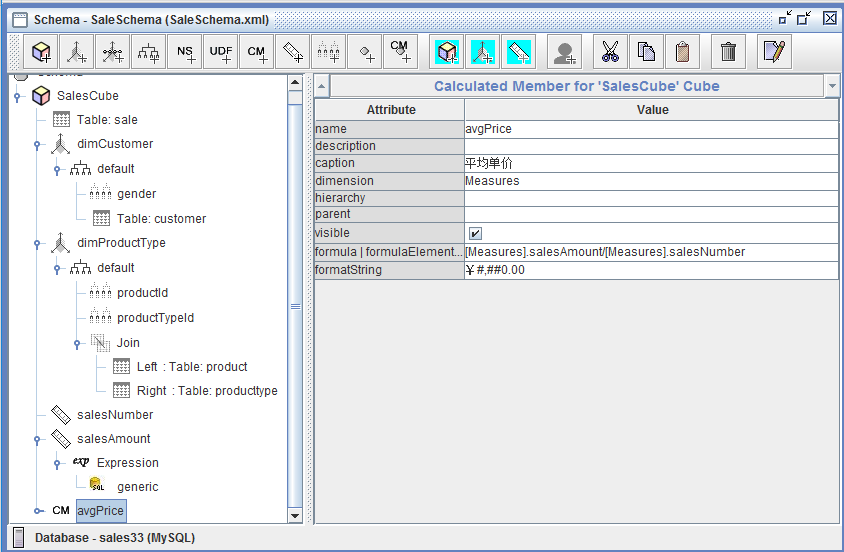 Schema - SaleSchema (SaleSchema.xml)
NS UDF CM CM
Schema
SalesCube
Table: sale
dimCustomer
default
gender
Table: customer
dimProductType
default
productId
productTypeId
Join
Left : Table: product
Right : Table: producttype
salesNumber
salesAmount
exp Expression
SQL generic
CM avgPrice
Calculated Member for 'SalesCube' Cube
Attribute Value
name avgPrice
description
caption 平均单价
dimension Measures
hierarchy
parent
visible
formula | formulaElement... [Measures].salesAmount/[Measures].salesNumber
formatString ¥#,##0.00
Database - sales33 (MySQL)